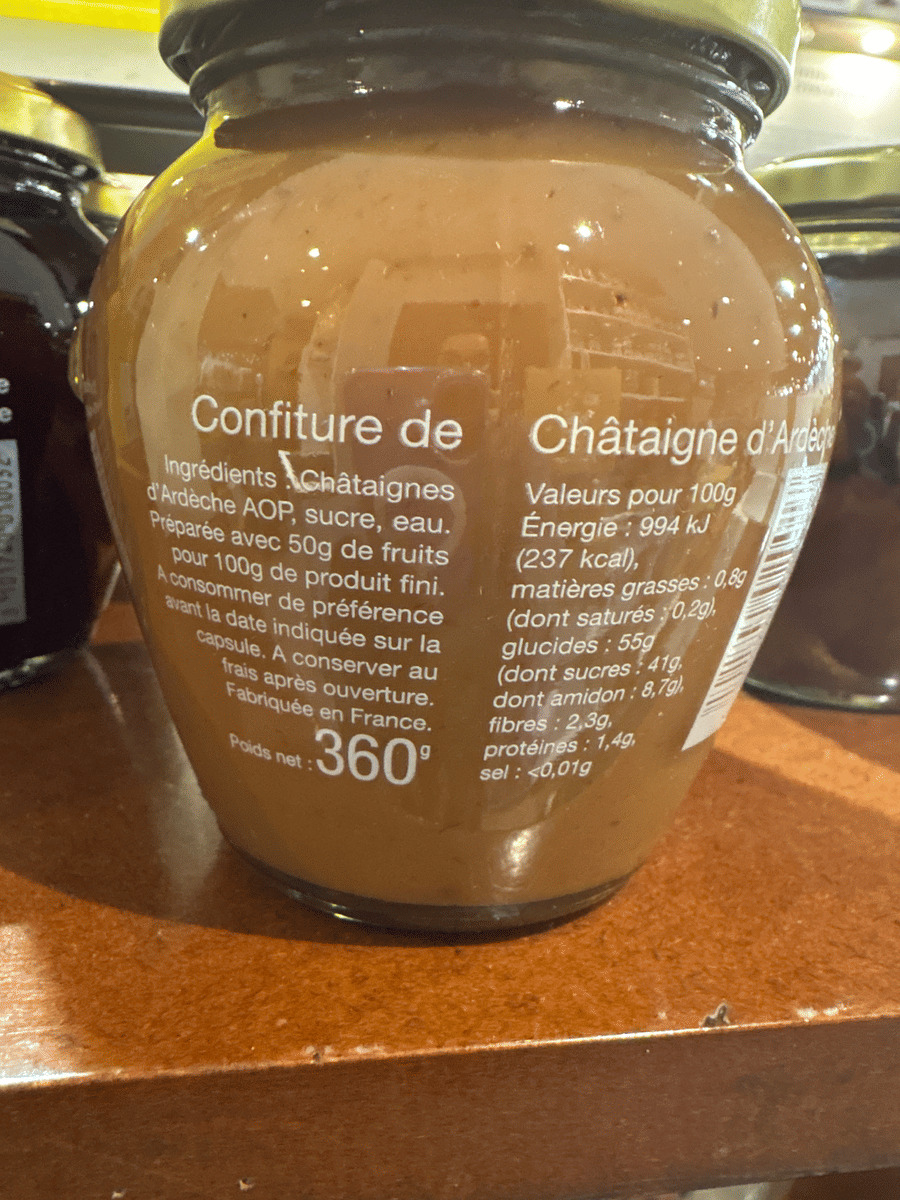 Confiture de
Ingrédients : Châtaignes
d'Ardèche AOP, sucre, eau.
Préparée avec 50g de fruits
pour 100g de produit fini.
A consommer de préférence
avant la date indiquée sur la
capsule. A conserver au
frais après ouverture.
Fabriquée en France.
Poids net : 360g
Châtaigne d'Ardèche
Valeurs pour 100g
Énergie : 994 kJ
(237 kcal),
matières grasses : 0,8g
(dont saturés : 0,2g),
glucides : 55g
(dont sucres : 41g,
dont amidon : 8,7g),
fibres : 2,3g,
protéines : 1,4g,
sel : <0,01g